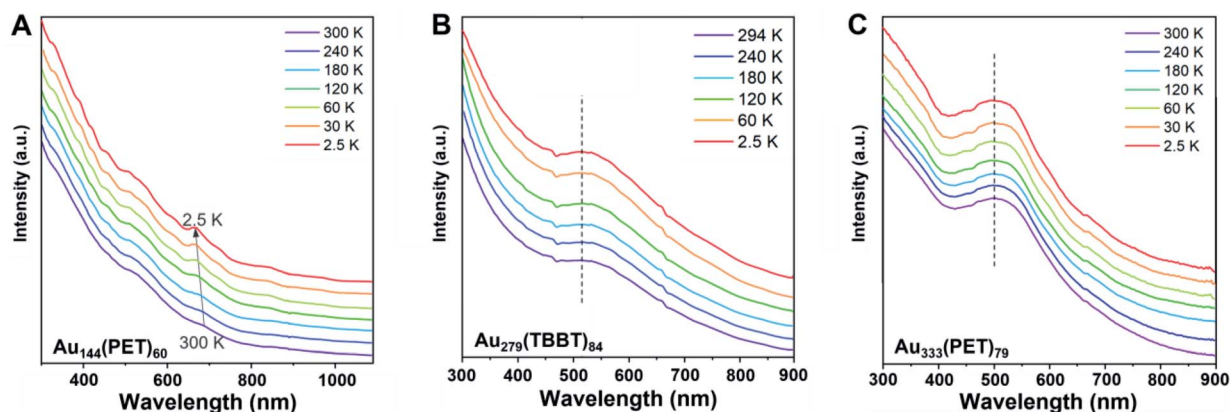 A
300 K
240 K
180 K
120 K
60 K
30 K
2.5 K
2.5 K
300 K
Au144(PET)60
Intensity (a.u.)
400 600 800 1000
Wavelength (nm)
B
294 K
240 K
180 K
120 K
60 K
2.5 K
Au279(TBBT)84
Intensity (a.u.)
300 400 500 600 700 800 900
Wavelength (nm)
C
300 K
240 K
180 K
120 K
60 K
30 K
2.5 K
Au333(PET)79
Intensity (a.u.)
300 400 500 600 700 800 900
Wavelength (nm)